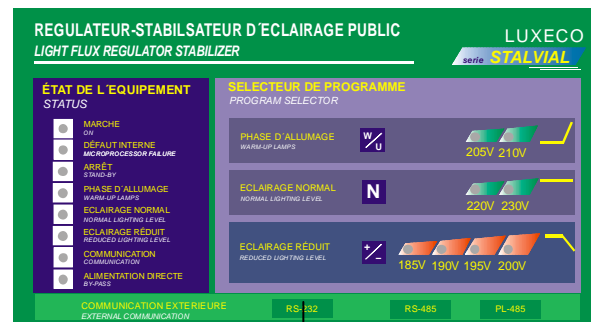 REGULATEUR-STABILSATEUR D´ECLAIRAGE PUBLIC
LIGHT FLUX REGULATOR STABILIZER
LUXECO
serie STALVIAL
ÉTAT DE L´EQUIPEMENT
STATUS
MARCHE
ON
DÉFAUT INTERNE
MICROPROCESSOR FAILURE
ARRÊT
STAND-BY
PHASE D´ALLUMAGE
WARM-UP LAMPS
ECLAIRAGE NORMAL
NORMAL LIGHTING LEVEL
ECLAIRAGE RÉDUIT
REDUCED LIGHTING LEVEL
COMMUNICATION
COMMUNICATION
ALIMENTATION DIRECTE
BY-PASS
SELECTEUR DE PROGRAMME
PROGRAM SELECTOR
PHASE D´ALLUMAGE
WARM-UP LAMPS
W/U
205V 210V
ECLAIRAGE NORMAL
NORMAL LIGHTING LEVEL
N
220V 230V
ECLAIRAGE RÉDUIT
REDUCED LIGHTING LEVEL
+/-
185V 190V 195V 200V
COMMUNICATION EXTERIEURE
EXTERNAL COMMUNICATION
RS-232 RS-485 PL-485